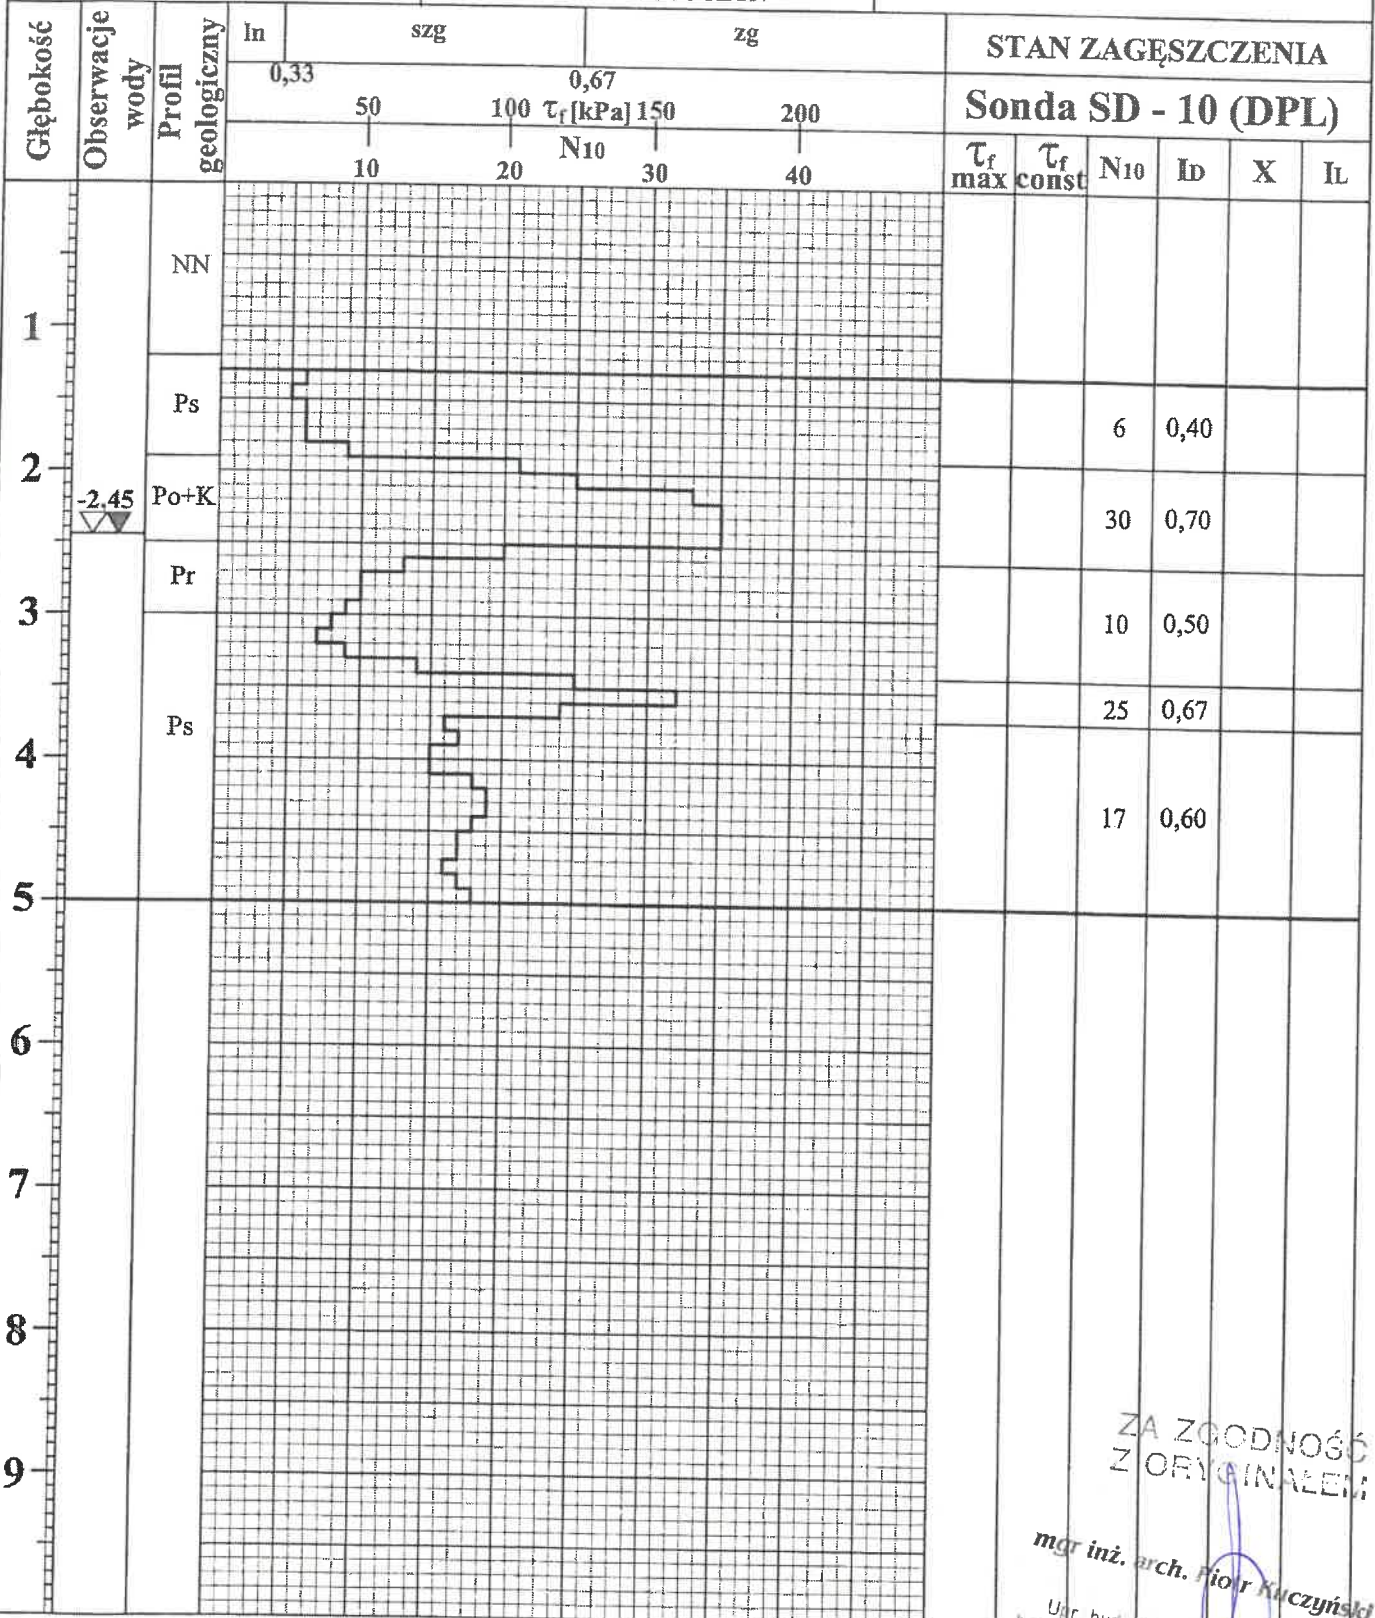 Głębokość
Obserwacje wody
Profil geologiczny
ln szg zg
0,33 0,67
50 100 τf [kPa] 150 200
N10
10 20 30 40
STAN ZAGĘSZCZENIA
Sonda SD - 10 (DPL)
τf max τf const N10 ID X IL
NN
1
Ps
6 0,40
2
-2.45
Po+K
30 0,70
Pr
3
10 0,50
25 0,67
Ps
4
17 0,60
5
6
7
8
9
ZA ZGODNOŚĆ
Z ORYGINAŁEM
mgr inż. arch. Piotr Kuczyński
Upr.